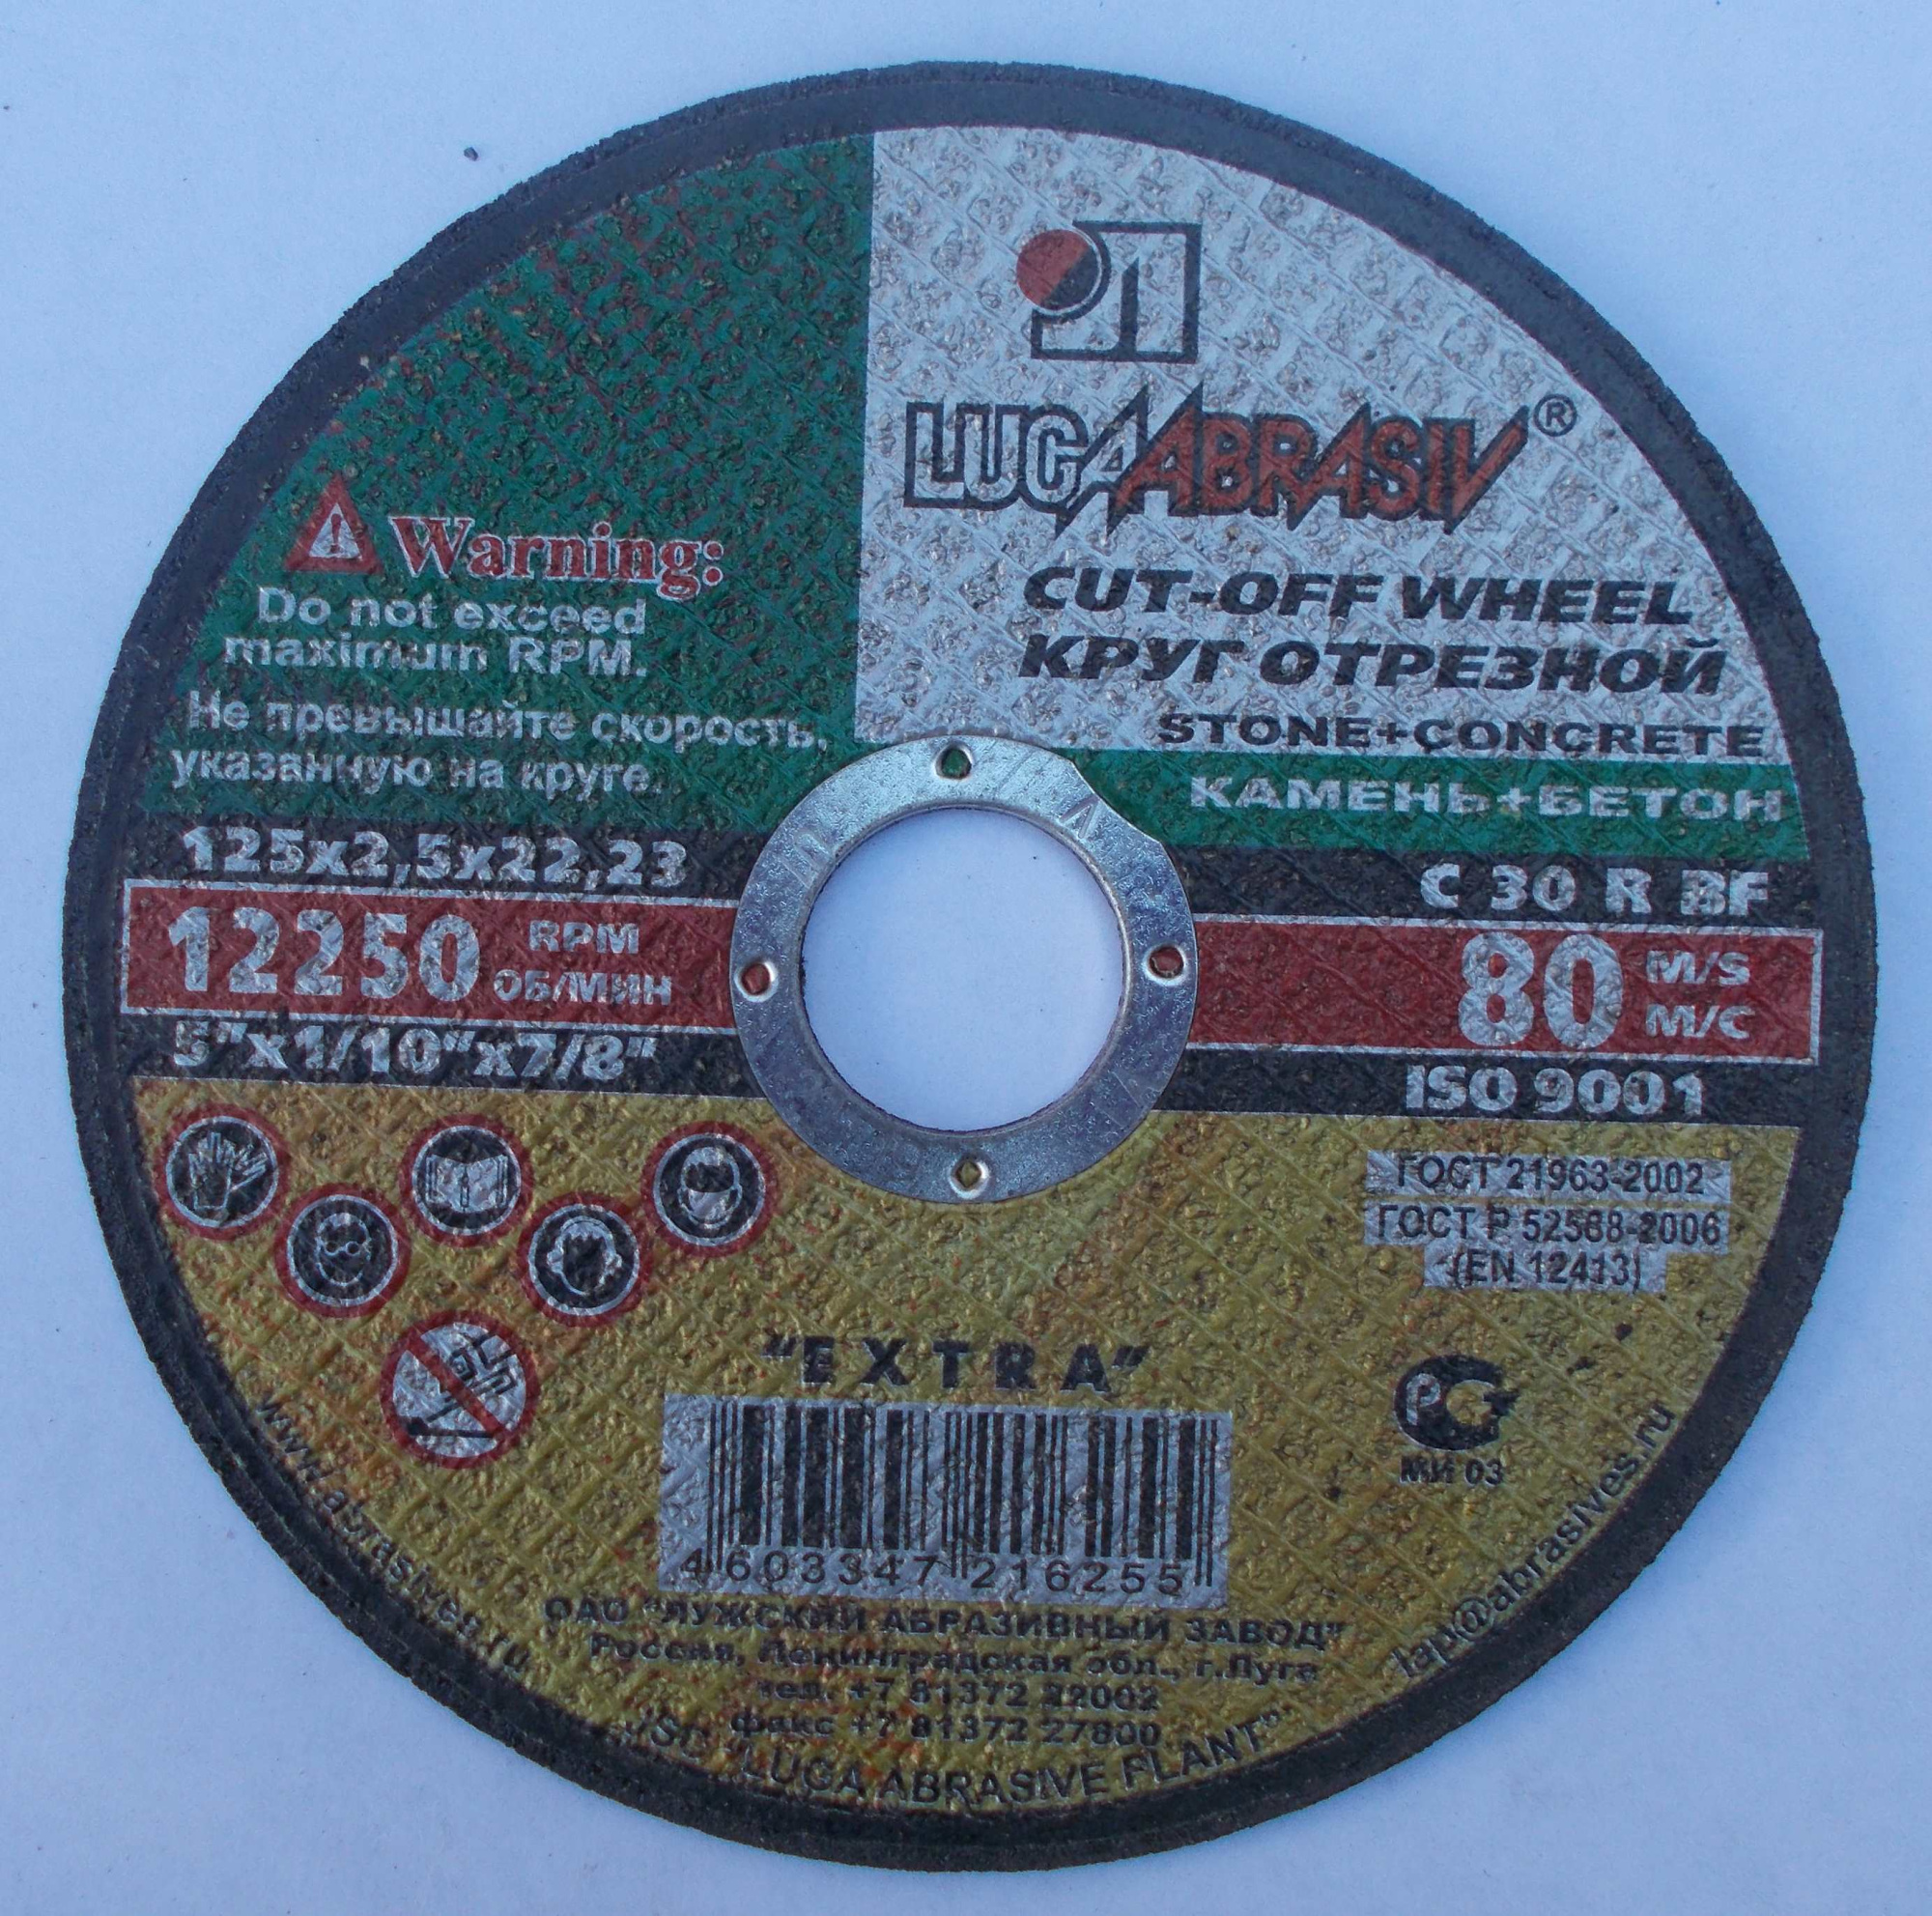 LUGAABRASIV®
CUT-OFF WHEEL
КРУГ ОТРЕЗНОЙ
STONE+CONCRETE
КАМЕНЬ+БЕТОН
Warning:
Do not exceed
maximum RPM.
Не превышайте скорость,
указанную на круге.
125x2,5x22,23
12250 RPM
ОБ/МИН
5"x1/10"x7/8"
C 30 R BF
80 M/S
М/С
ISO 9001
ГОСТ 21963-2002
ГОСТ Р 52588-2006
(EN 12413)
"EXTRA"
МИ 03
4 603347 216255
ОАО "ЛУЖСКИЙ АБРАЗИВНЫЙ ЗАВОД"
Россия, Ленинградская обл., г.Луга
тел. +7 81372 22002
факс +7 81372 27800
www.abrasives.ru
JSC "LUGA ABRASIVE PLANT"
lap@abrasives.ru